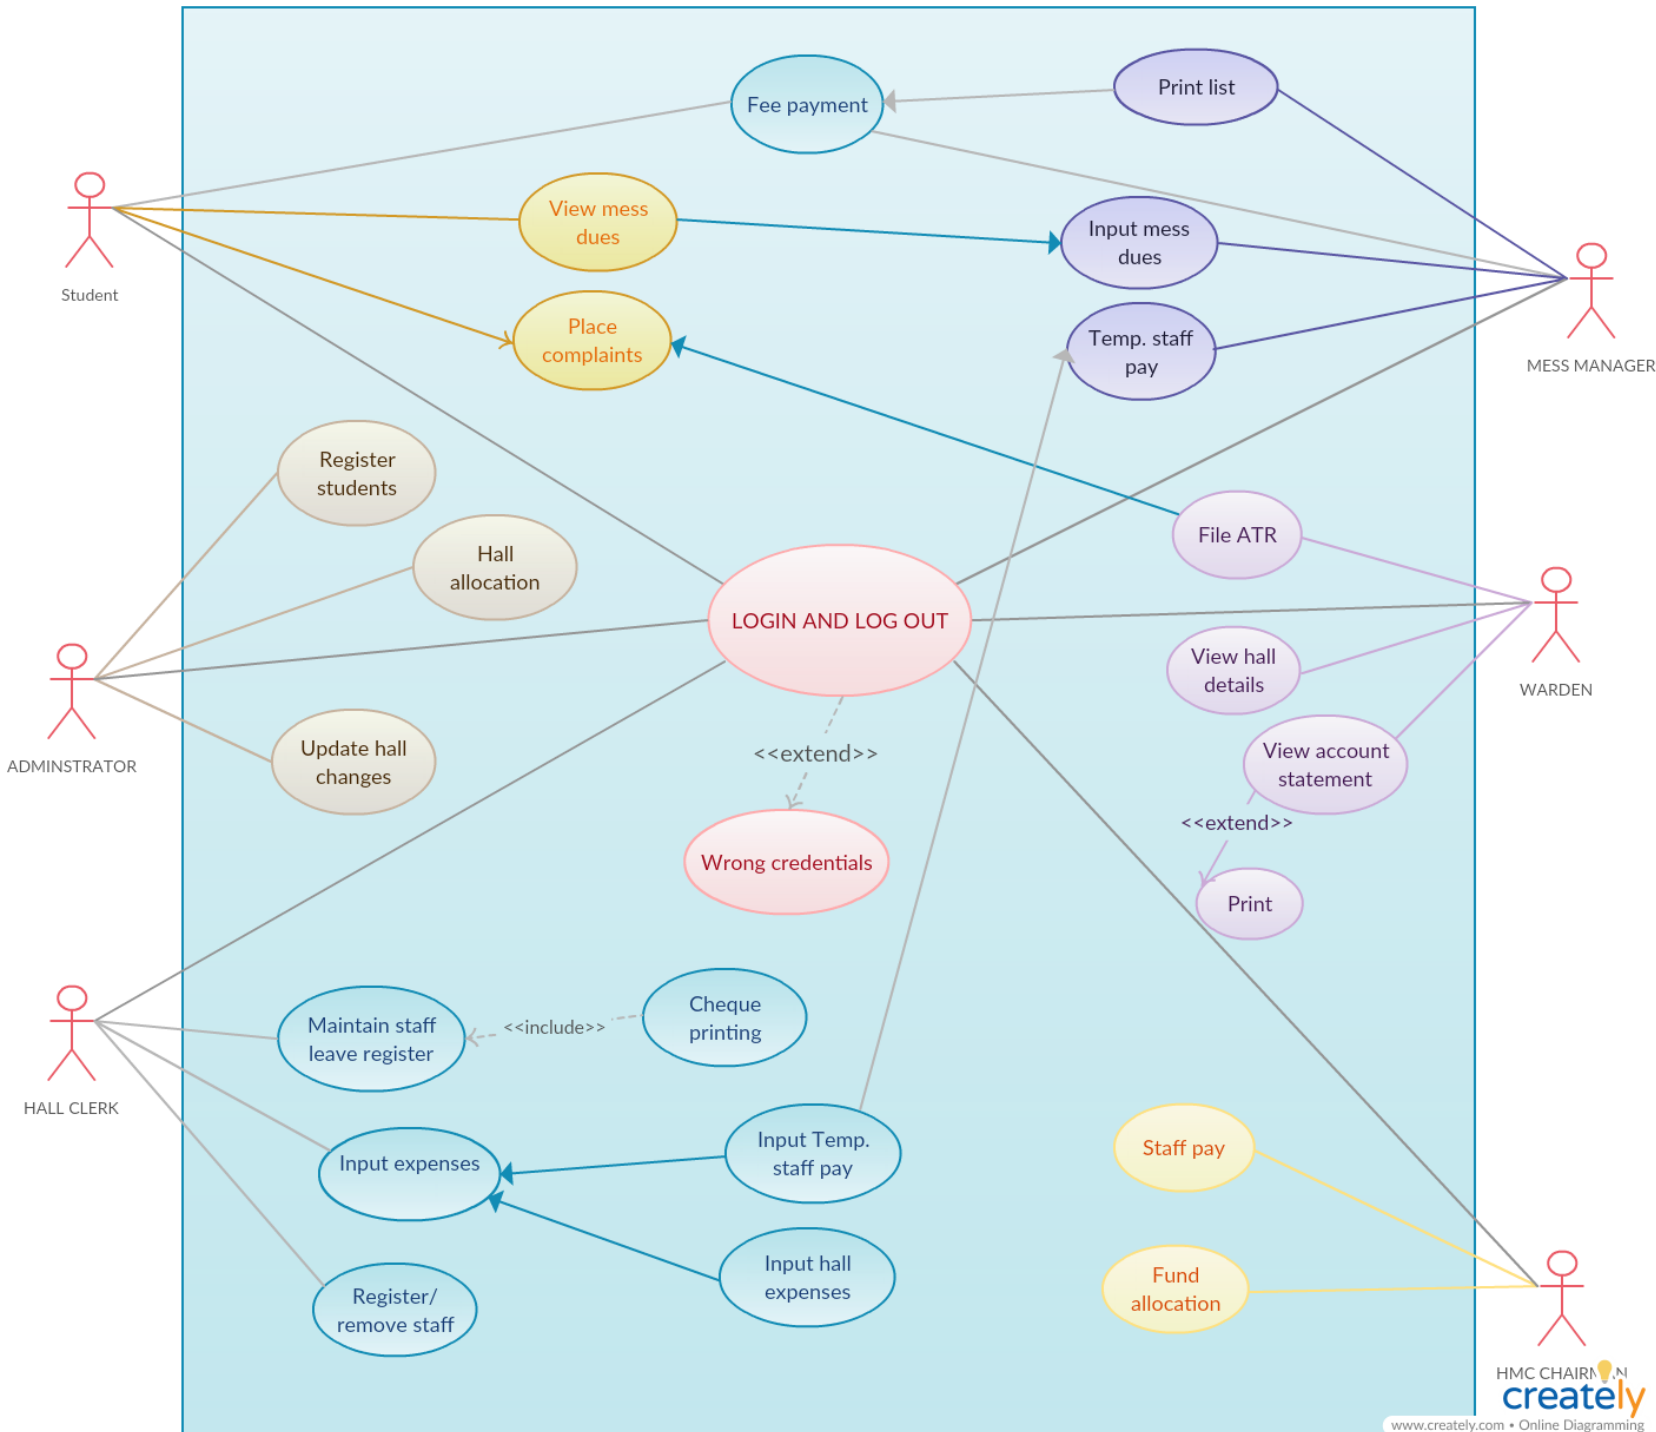 Fee payment
Print list
View mess
dues
Input mess
dues
Student
Place
complaints
Temp. staff
pay
MESS MANAGER
Register
students
Hall
allocation
File ATR
LOGIN AND LOG OUT
View hall
details
WARDEN
ADMINSTRATOR
Update hall
changes
<<extend>>
View account
statement
<<extend>>
Wrong credentials
Print
Maintain staff
leave register
<<include>>
Cheque
printing
HALL CLERK
Input expenses
Input Temp.
staff pay
Staff pay
Register/
remove staff
Input hall
expenses
Fund
allocation
HMC
creately
www.creately.com • Online Diagramming